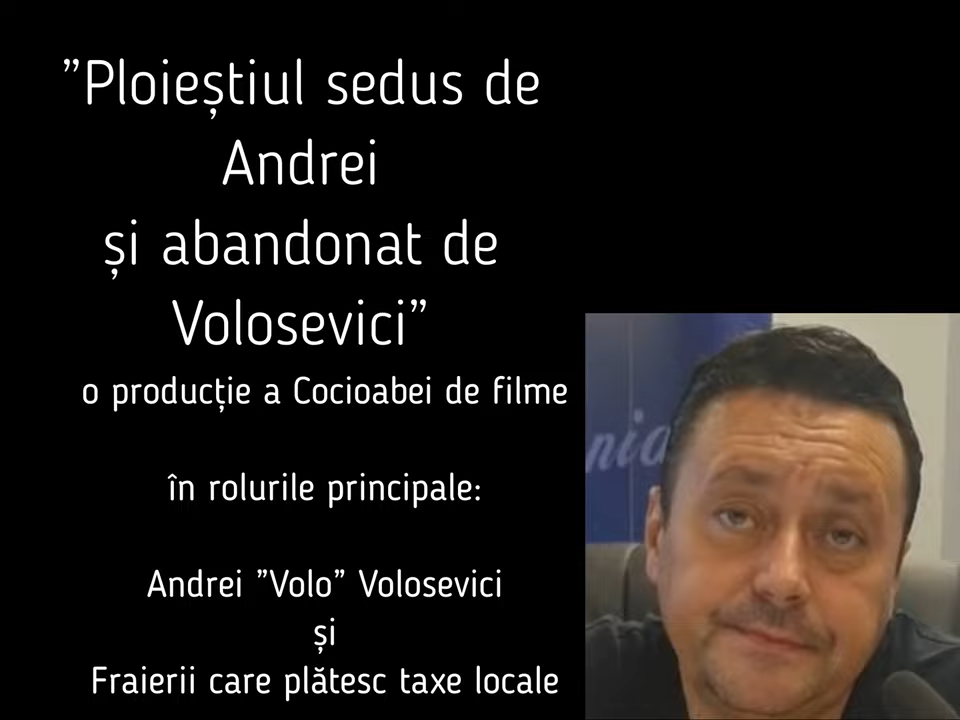 ”Ploieștiul sedus de
Andrei
și abandonat de
Volosevici”
o producție a Cocioabei de filme
în rolurile principale:
Andrei ”Volo” Volosevici
și
Fraierii care plătesc taxe locale
nia